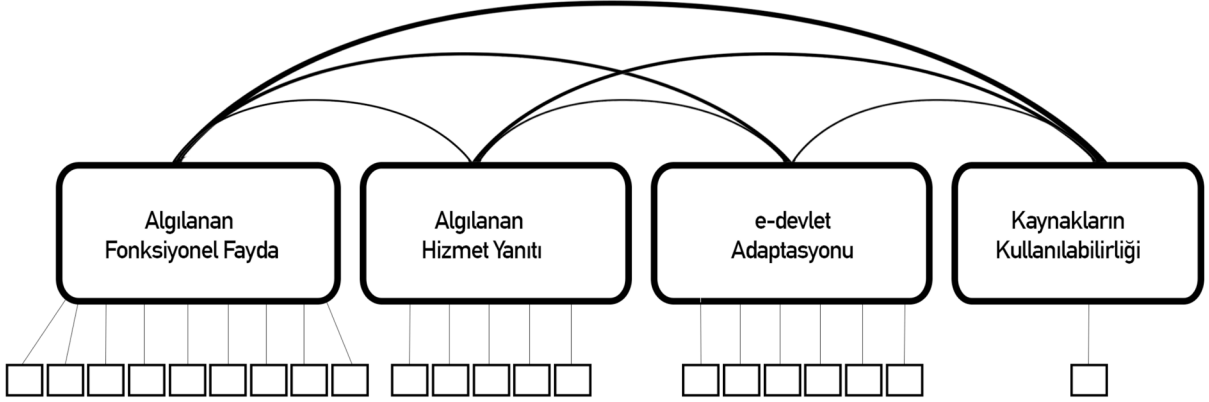 Algılanan
Fonksiyonel Fayda
Algılanan
Hizmet Yanıtı
e-devlet
Adaptasyonu
Kaynakların
Kullanılabilirliği